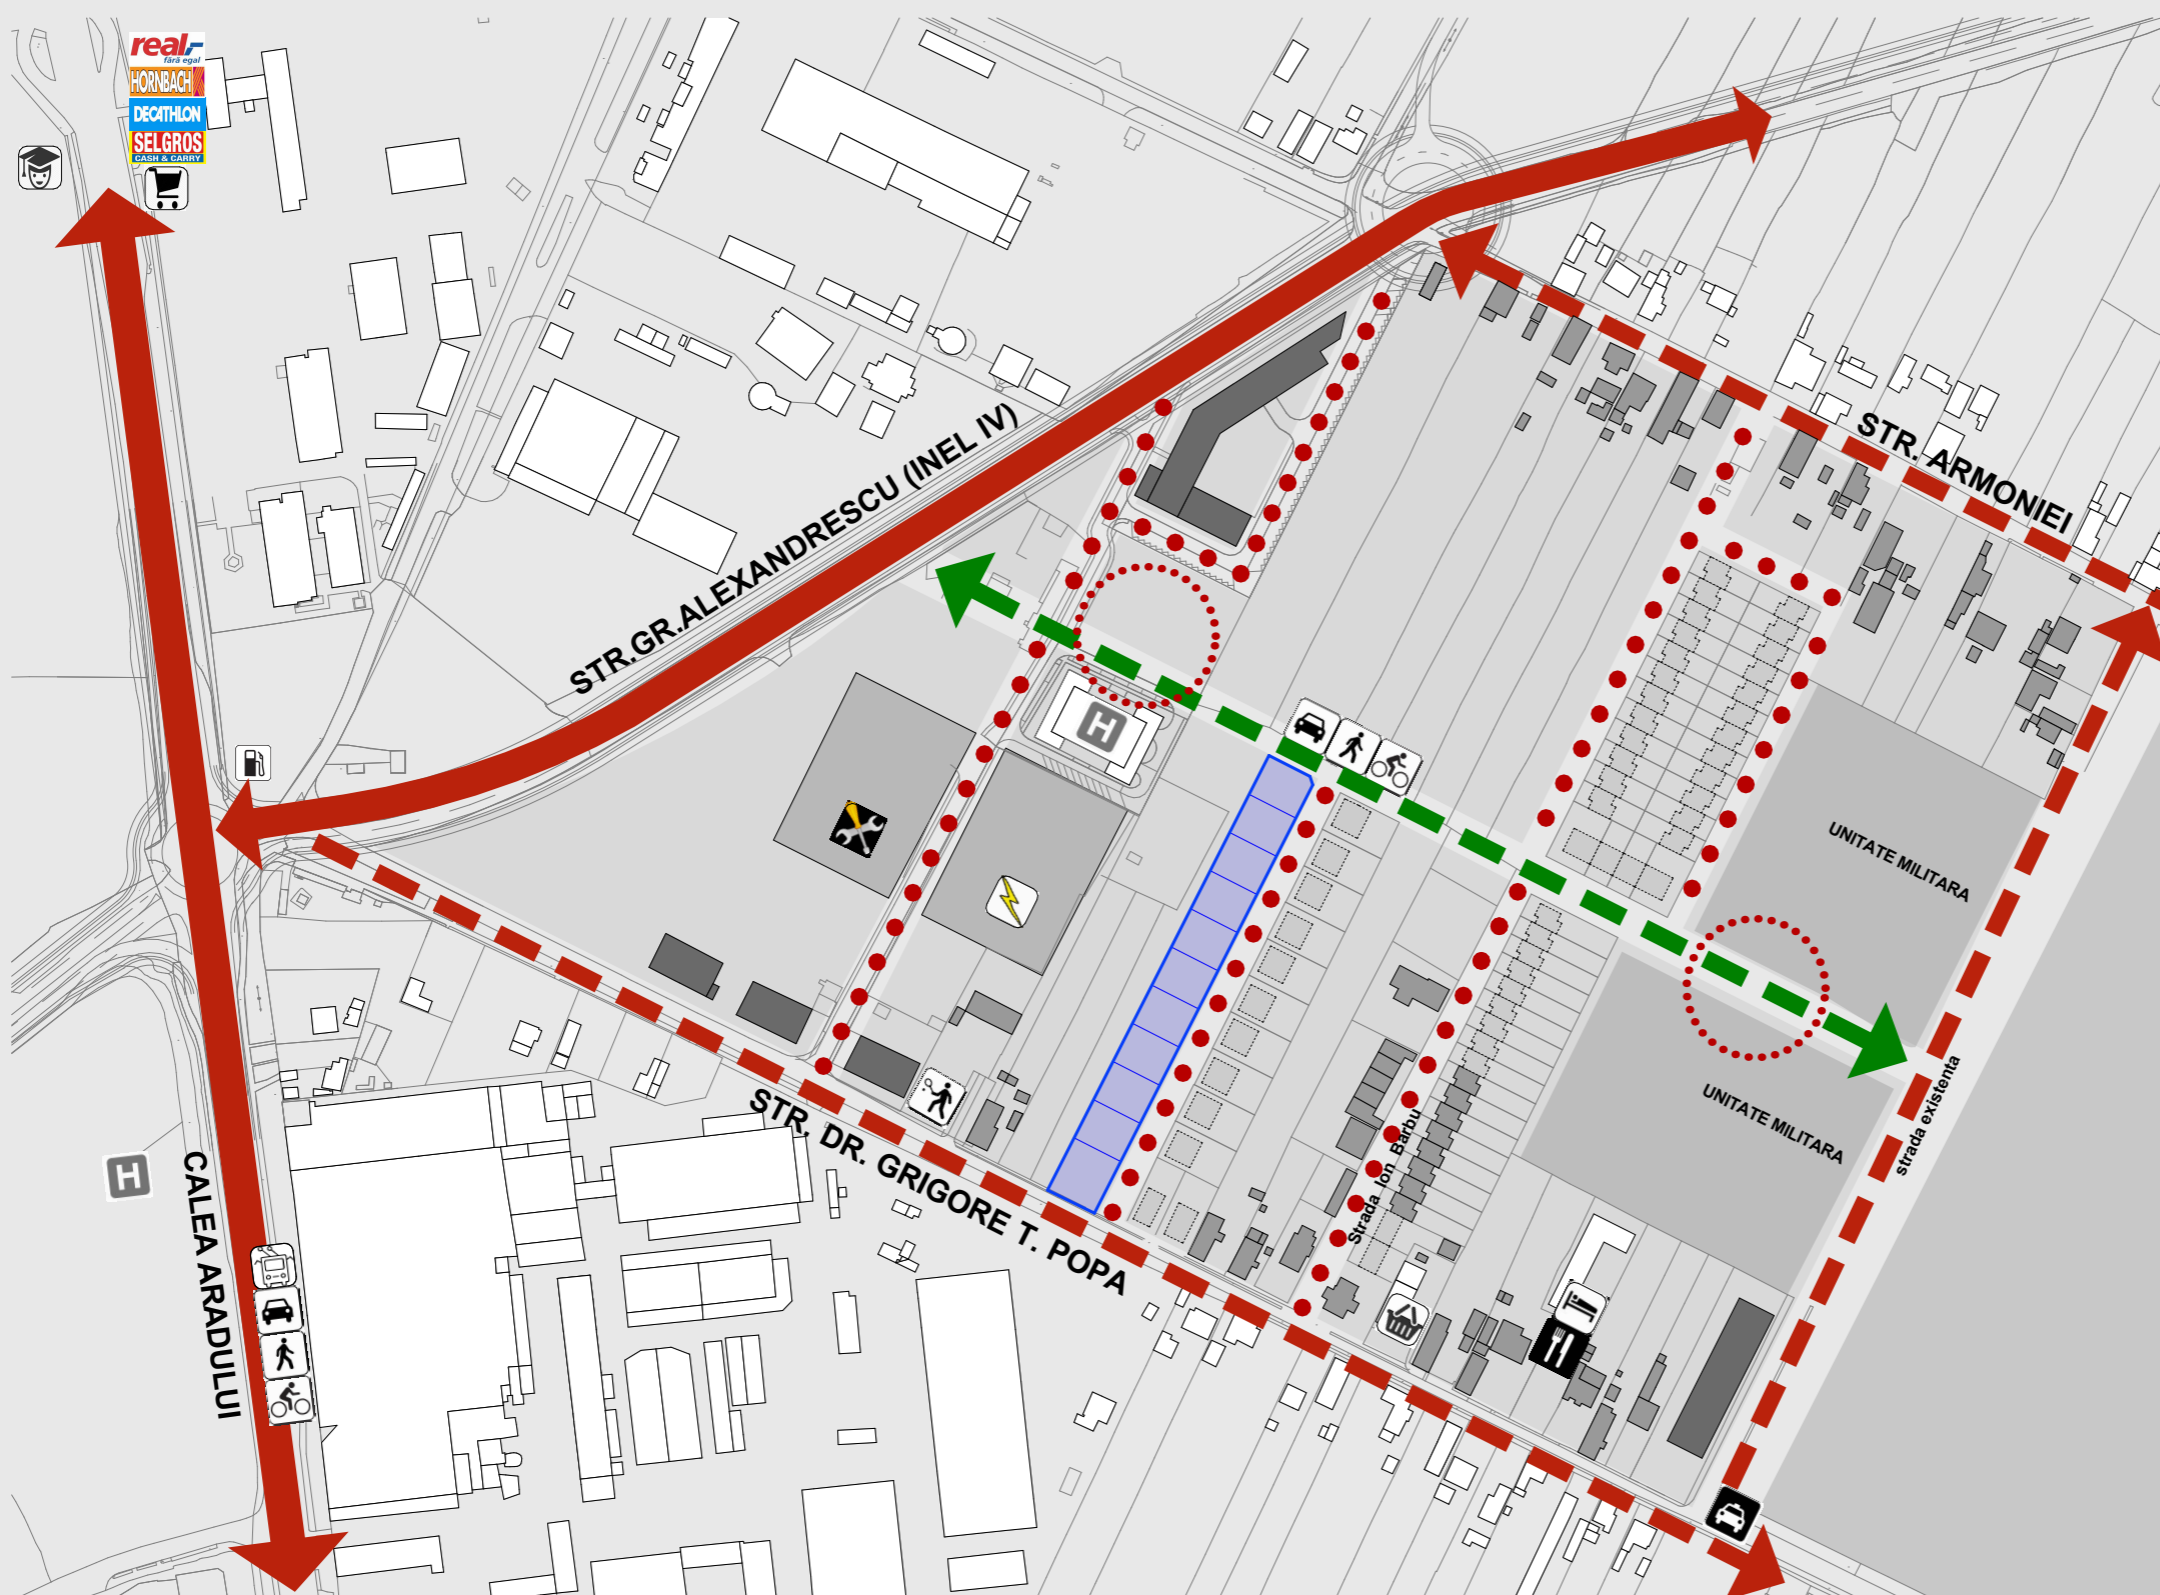 real,-
fără egal
HORNBACH
DECATHLON
SELGROS
CASH & CARRY
STR. ARMONIEI
STR.GR.ALEXANDRESCU (INEL IV)
H
UNITATE MILITARA
UNITATE MILITARA
strada existenta
Strada Ion Barbu
STR. DR. GRIGORE T. POPA
H
CALEA ARADULUI